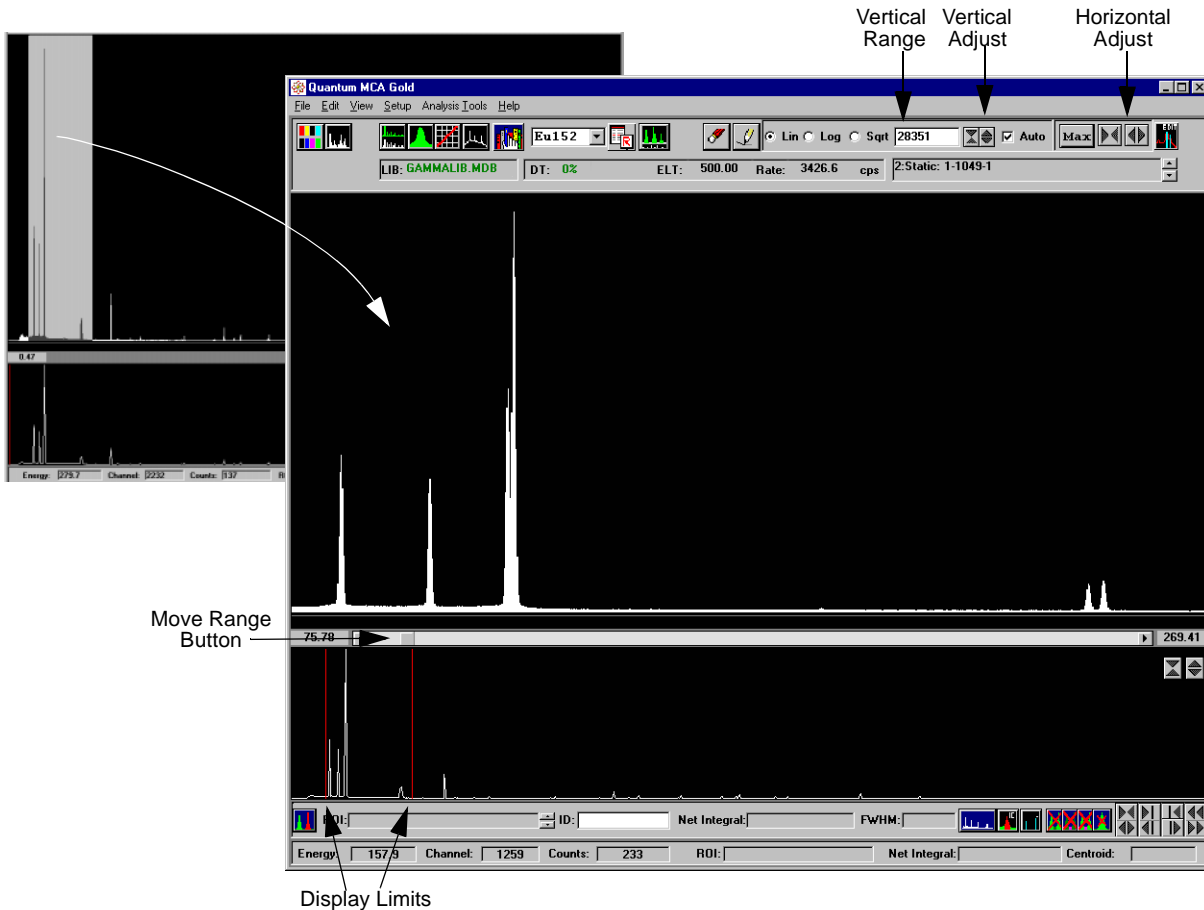 Vertical Range
Vertical Adjust
Horizontal Adjust
Quantum MCA Gold
File Edit View Setup Analysis Tools Help
Eu152
Lin Log Sqrt 28351 Auto Max EDIT
LIB: GAMMALIB.MDB DT: 0% ELT: 500.00 Rate: 3426.6 cps 2:Static: 1-1049-1
0.47
Energy: 279.7 Channel: 2232 Counts: 137
Move Range Button
75.78 269.41
ROI: ID: Net Integral: FWHM:
Energy: 157.9 Channel: 1259 Counts: 233 ROI: Net Integral: Centroid:
Display Limits